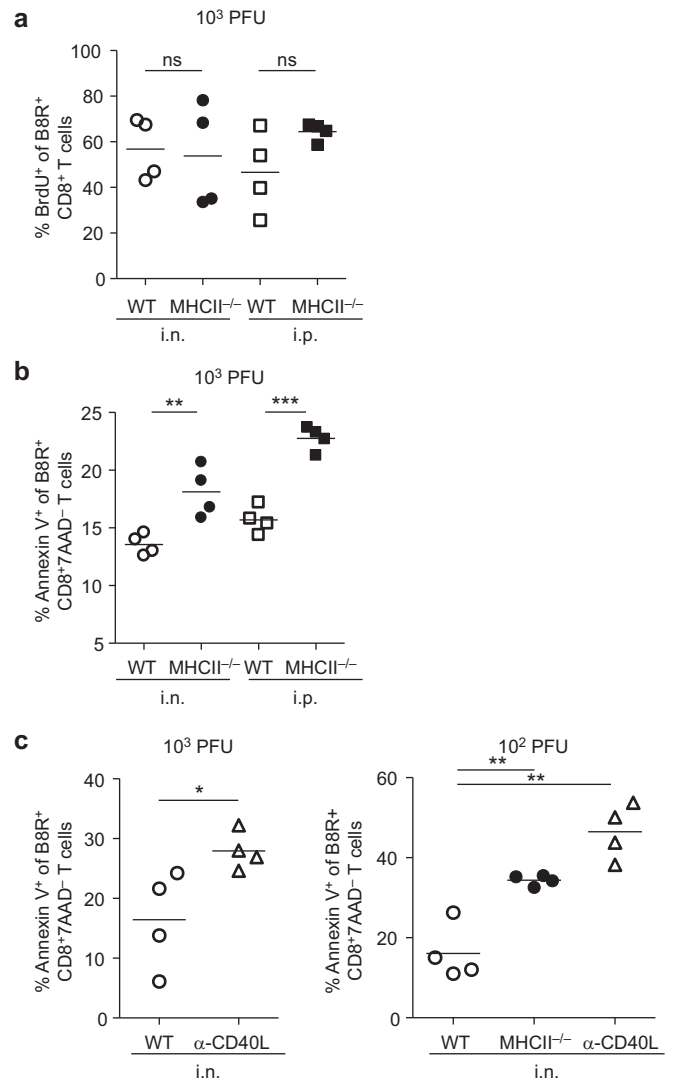 a
10³ PFU
% BrdU⁺ of B8R⁺
CD8⁺ T cells
100
80
60
40
20
0
ns
ns
WT MHCII⁻/⁻ WT MHCII⁻/⁻
i.n. i.p.
b
10³ PFU
% Annexin V⁺ of B8R⁺
CD8⁺7AAD⁻ T cells
25
20
15
10
5
**
***
WT MHCII⁻/⁻ WT MHCII⁻/⁻
i.n. i.p.
c
10³ PFU
% Annexin V⁺ of B8R⁺
CD8⁺7AAD⁻ T cells
40
30
20
10
0
*
WT α-CD40L
i.n.
10² PFU
% Annexin V⁺ of B8R+
CD8⁺7AAD⁻ T cells
60
40
20
0
**
**
WT MHCII⁻/⁻ α-CD40L
i.n.